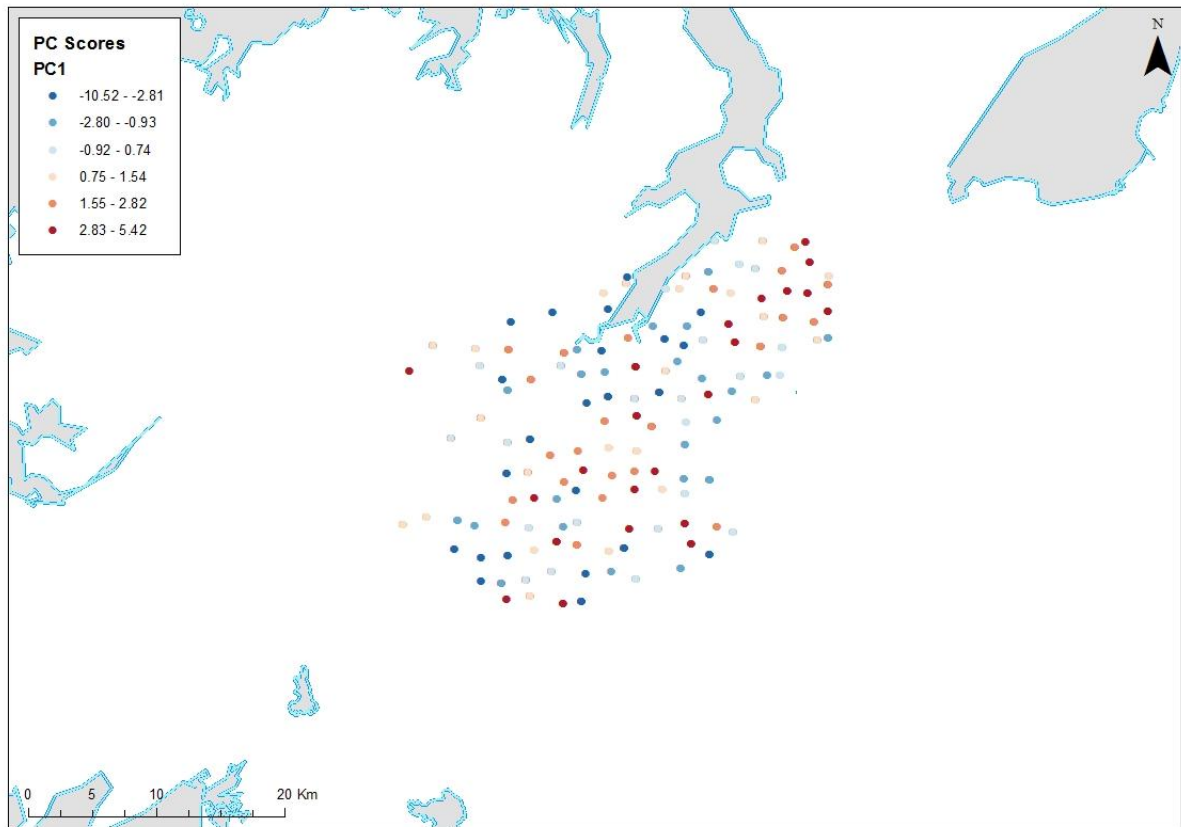 PC Scores
PC1
-10.52 - -2.81
-2.80 - -0.93
-0.92 - 0.74
0.75 - 1.54
1.55 - 2.82
2.83 - 5.42
N
0 5 10 20 Km